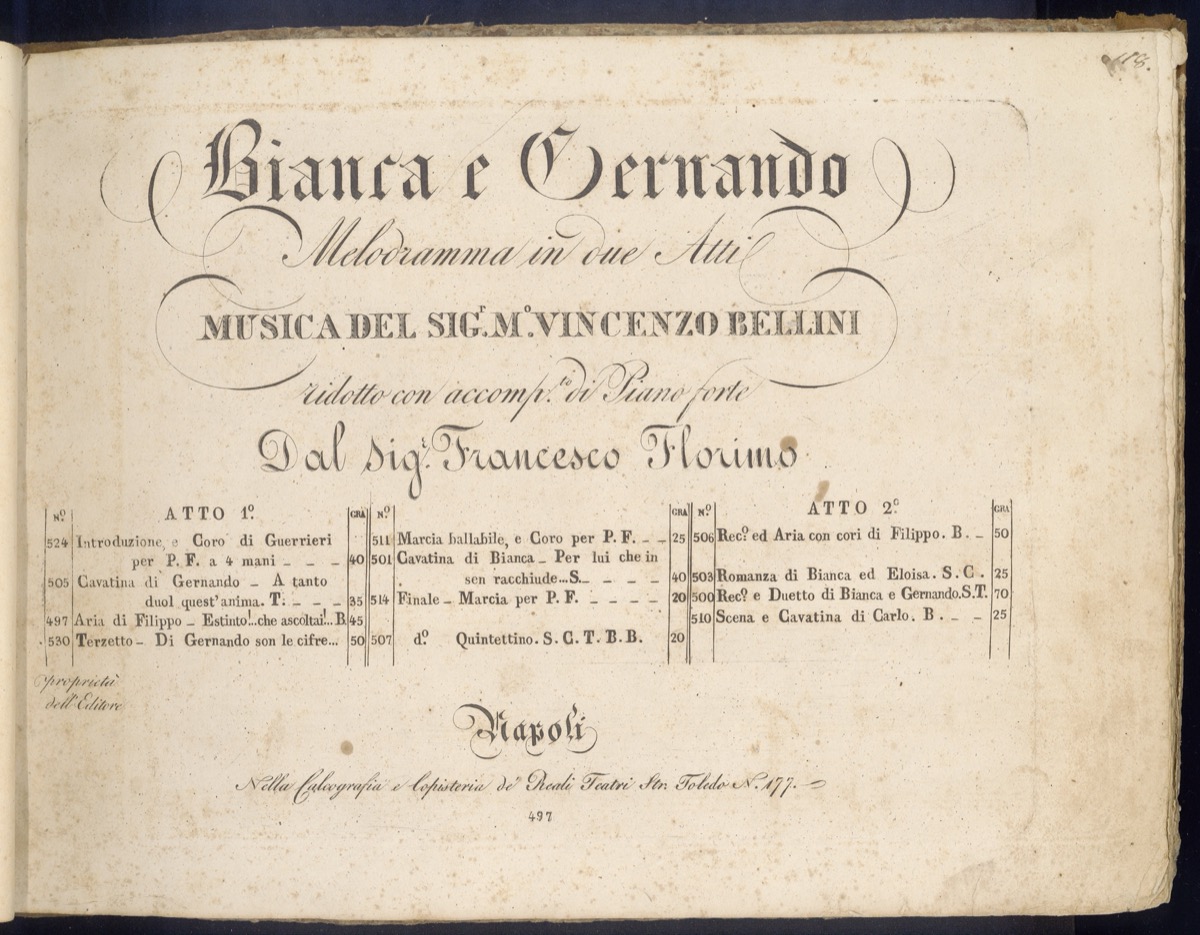 118.
Bianca e Gernando
Melodramma in due Atti
MUSICA DEL SIG.r M.o VINCENZO BELLINI
ridotto con accomp.to di Piano forte
Dal Sig.r Francesco Florimo
N.o ATTO 1.o GRA
524 Introduzione, e Coro di Guerrieri
per P. F. a 4 mani _ _ _ 40
505 Cavatina di Gernando _ A tanto
duol quest'anima. T. _ _ _ 35
497 Aria di Filippo _ Estinto!...che ascoltai!... B. 45
530 Terzetto _ Di Gernando son le cifre... 50
N.o GRA
511 Marcia ballabile, e Coro per P. F. _ _ 25
501 Cavatina di Bianca _ Per lui che in
sen racchiude...S. _ _ _ _ 40
514 Finale _ Marcia per P. F. _ _ _ _ 20
507 d.o Quintettino. S. C. T. B. B. 20
N.o ATTO 2.o GRA
506 Rec.o ed Aria con cori di Filippo. B. _ 50
503 Romanza di Bianca ed Eloisa. S. C. 25
500 Rec.o e Duetto di Bianca e Gernando. S. T. 70
510 Scena e Cavatina di Carlo. B. _ _ 25
proprietà
dell'Editore
Napoli
Nella Calcografia e Copisteria de' Reali Teatri Str. Toledo N. 177.
497